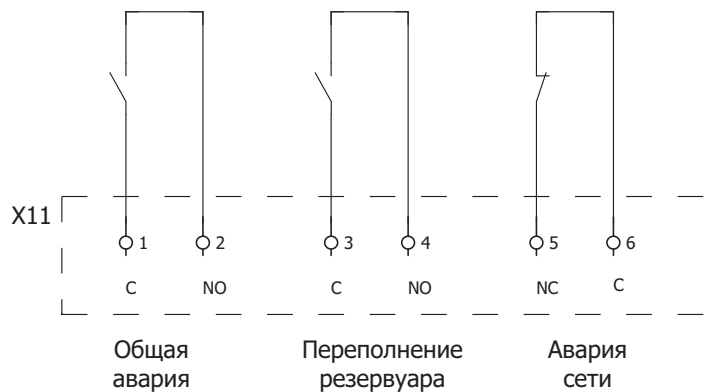 X11
1 2 3 4 5 6
C NO C NO NC C
Общая Переполнение Авария
авария резервуара сети